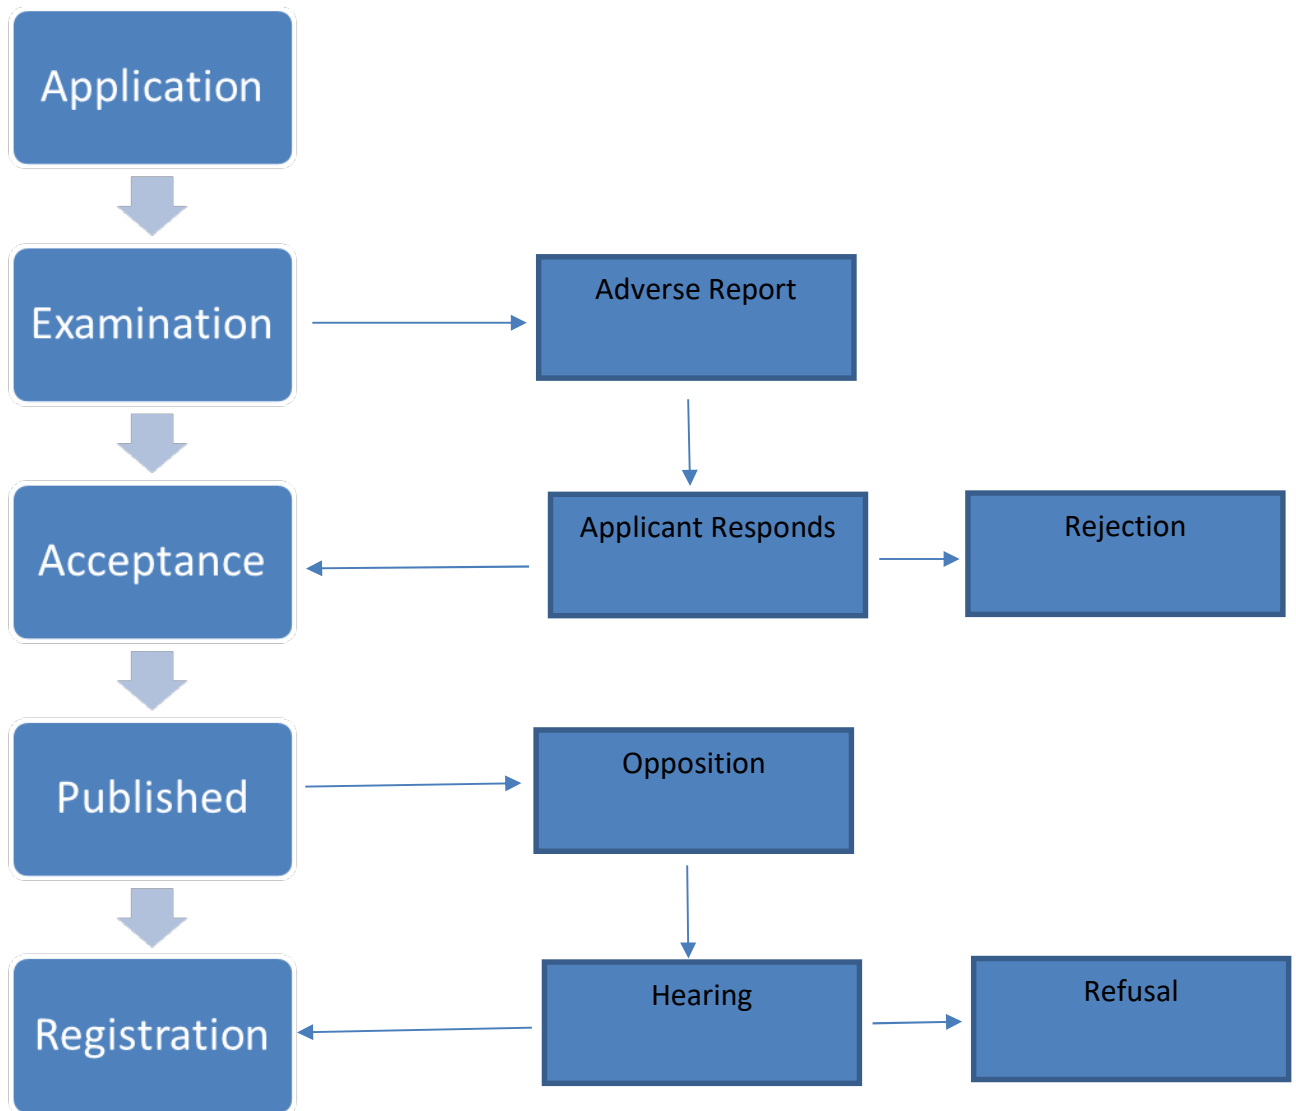 Application
Examination
Adverse Report
Acceptance
Applicant Responds
Rejection
Published
Opposition
Registration
Hearing
Refusal